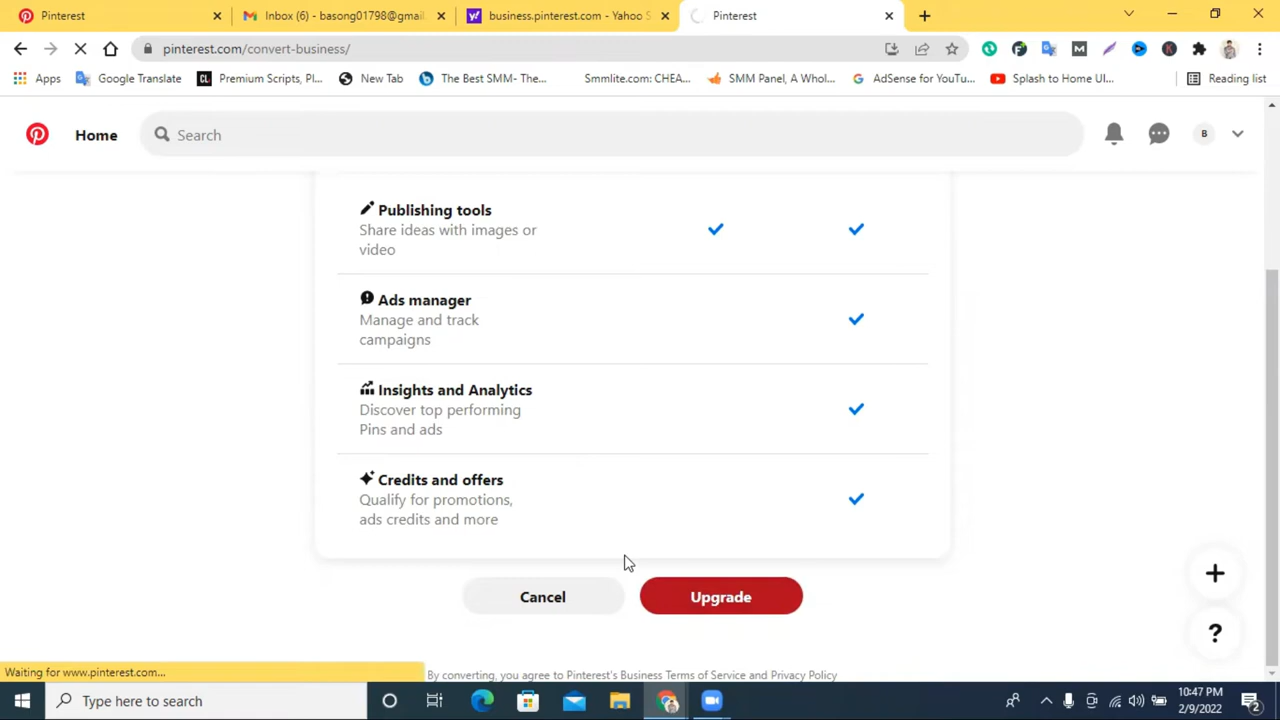 Pinterest
Inbox (6) - basong01798@gmail.
business.pinterest.com - Yahoo S
Pinterest
pinterest.com/convert-business/
Apps
Google Translate
Premium Scripts, Pl...
New Tab
The Best SMM- The...
Smmlite.com: CHEA...
SMM Panel, A Whol...
AdSense for YouTu...
Splash to Home UI...
Reading list
Home
Search
B
Publishing tools
Share ideas with images or
video
Ads manager
Manage and track
campaigns
Insights and Analytics
Discover top performing
Pins and ads
Credits and offers
Qualify for promotions,
ads credits and more
Cancel
Upgrade
+
?
Waiting for www.pinterest.com...
By converting, you agree to Pinterest's Business Terms of Service and Privacy Policy
Type here to search
10:47 PM
2/9/2022
2